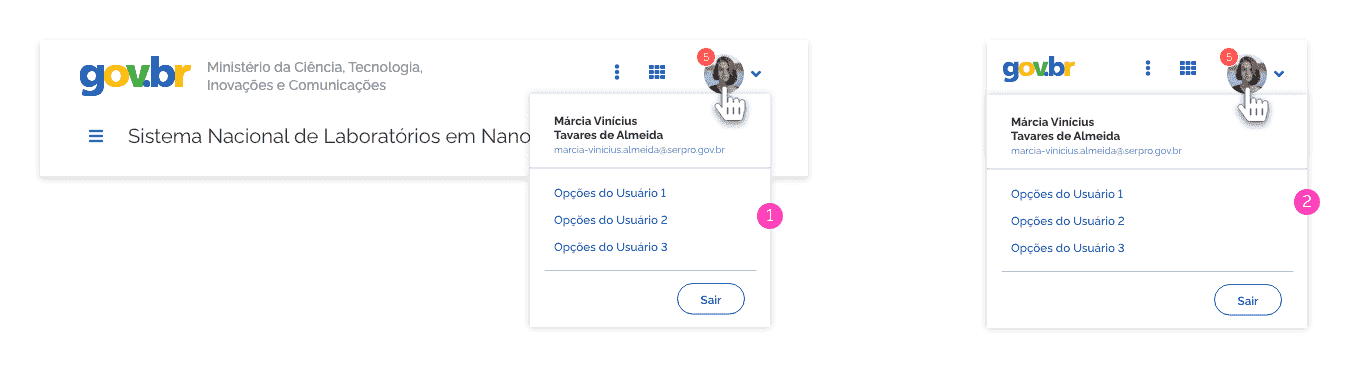 gov.br
Ministério da Ciência, Tecnologia,
Inovações e Comunicações
5
Sistema Nacional de Laboratórios em Nano
Márcia Vinícius
Tavares de Almeida
marcia-vinicius.almeida@serpro.gov.br
Opções do Usuário 1
Opções do Usuário 2
Opções do Usuário 3
Sair
1
gov.br
5
Márcia Vinícius
Tavares de Almeida
marcia-vinicius.almeida@serpro.gov.br
Opções do Usuário 1
Opções do Usuário 2
Opções do Usuário 3
Sair
2